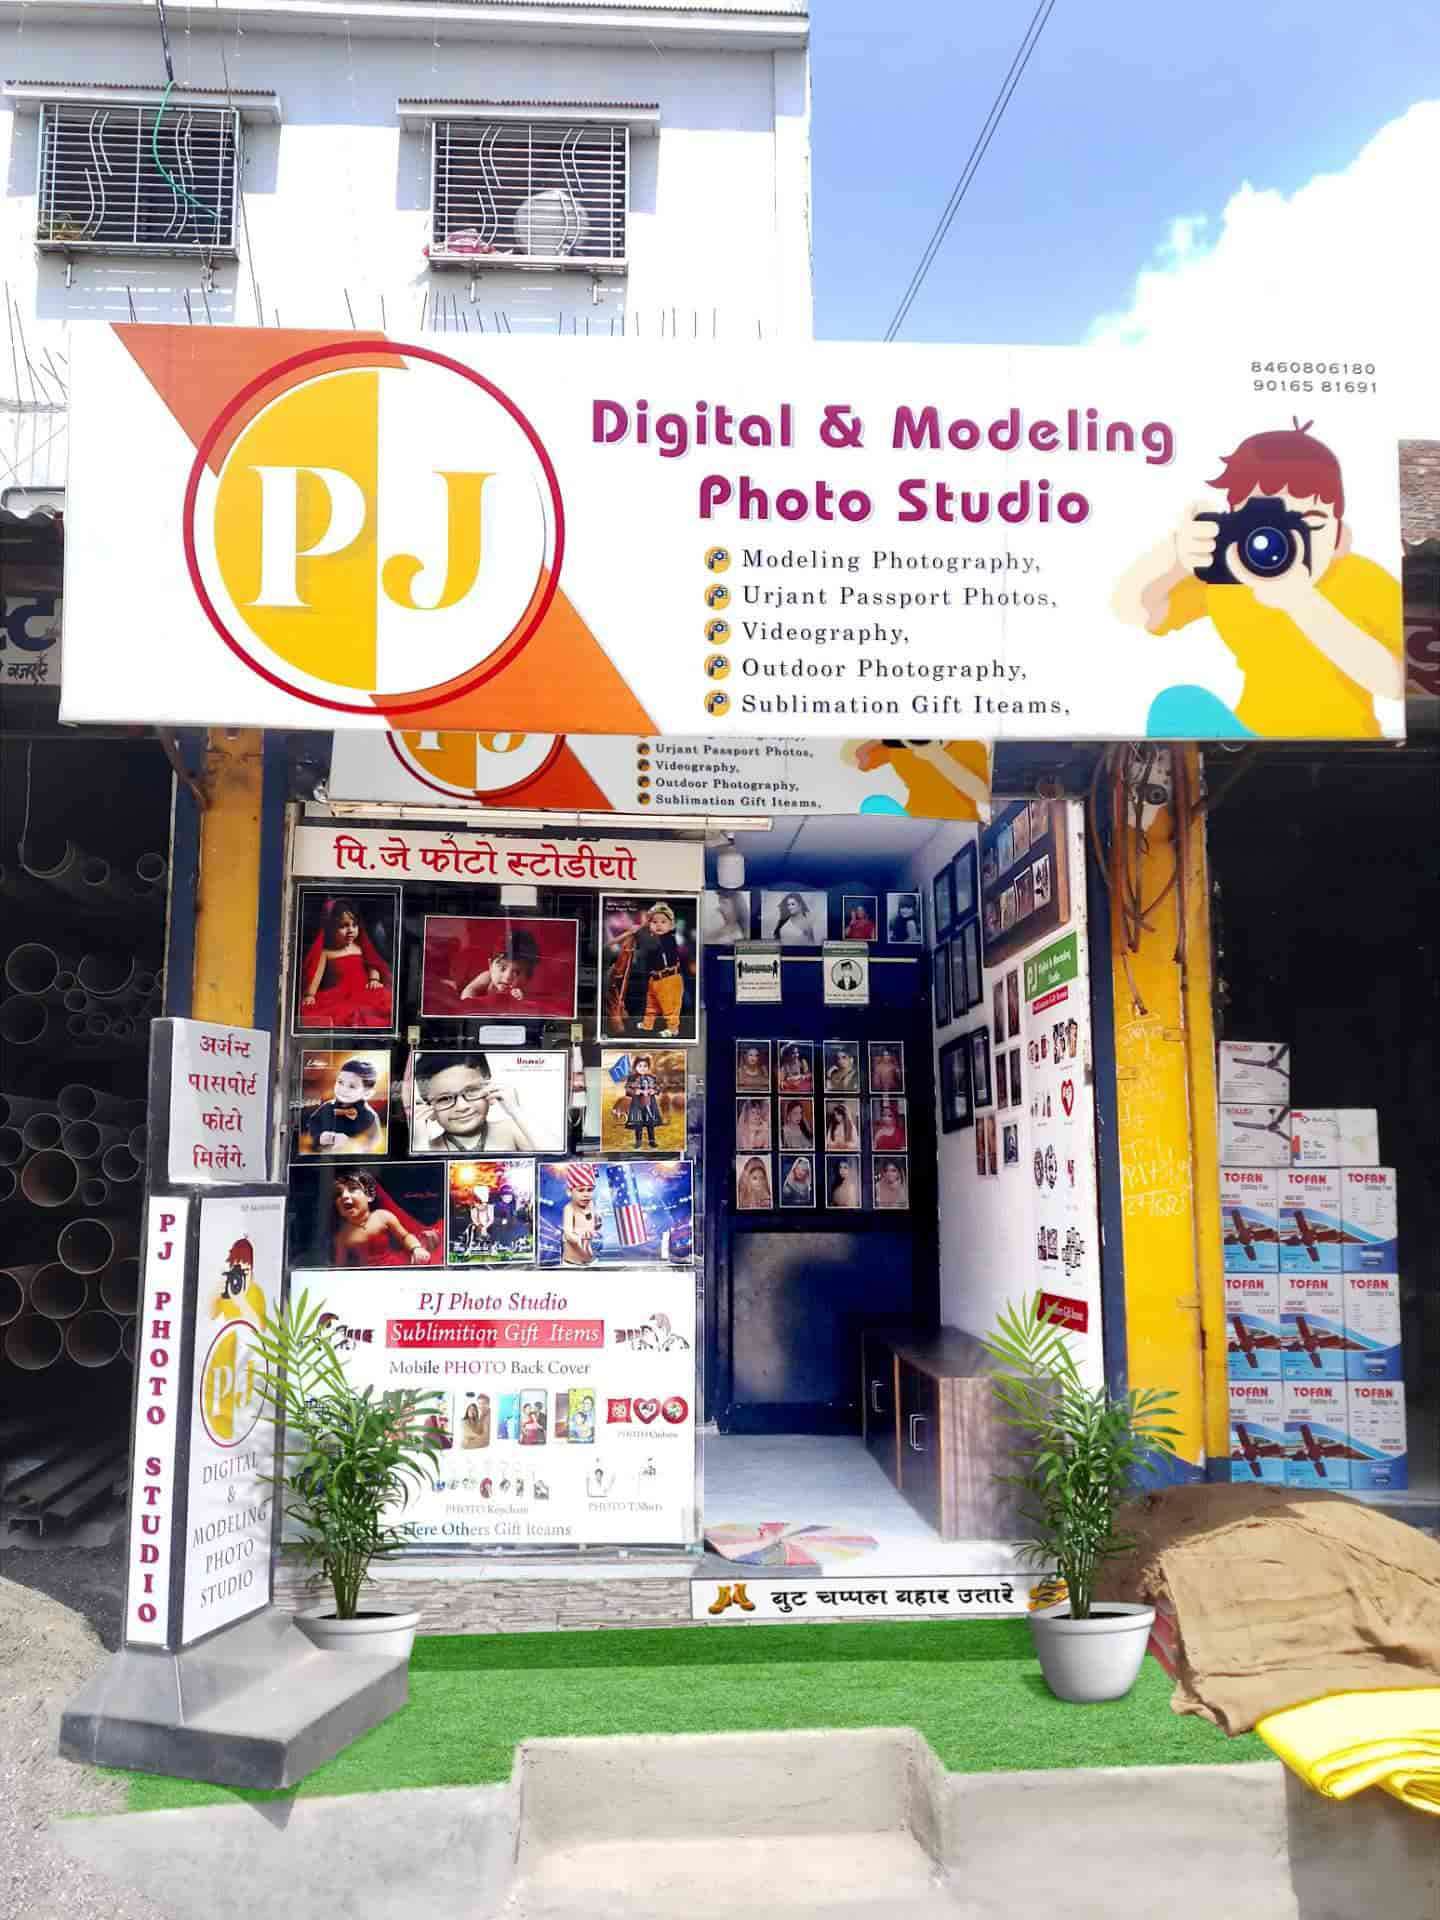 8460806180
90165 81691
PJ
Digital & Modeling
Photo Studio
Modeling Photography,
Urjant Passport Photos,
Videography,
Outdoor Photography,
Sublimation Gift Iteams,
Urjant Passport Photos,
Videography,
Outdoor Photography,
Sublimation Gift Iteams,
पि.जे फोटो स्टोडीयो
अर्जन्ट
पासपोर्ट
फोटो
मिलेंगे.
PJ PHOTO STUDIO
PJ
DIGITAL
&
MODELING
PHOTO
STUDIO
P.J Photo Studio
Sublimition Gift Items
Mobile PHOTO Back Cover
PHOTO Keychain
PHOTO T.Shirts
Here Others Gift Iteams
PJ
बुट चप्पल बहार उतारे
TOFAN TOFAN TOFAN
TOFAN TOFAN TOFAN
TOFAN TOFAN TOFAN